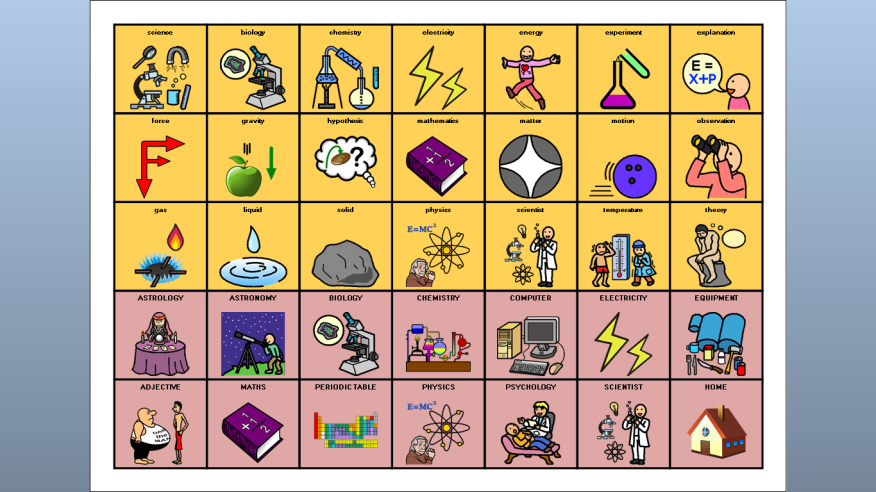 science
biology
chemistry
electricity
energy
experiment
explanation
E =
X+P
force
gravity
hypothesis
mathematics
matter
motion
observation
?
+1
-2
gas
liquid
solid
physics
scientist
temperature
theory
E=MC²
ASTROLOGY
ASTRONOMY
BIOLOGY
CHEMISTRY
COMPUTER
ELECTRICITY
EQUIPMENT
ADJECTIVE
MATHS
PERIODIC TABLE
PHYSICS
PSYCHOLOGY
SCIENTIST
HOME
E=MC²